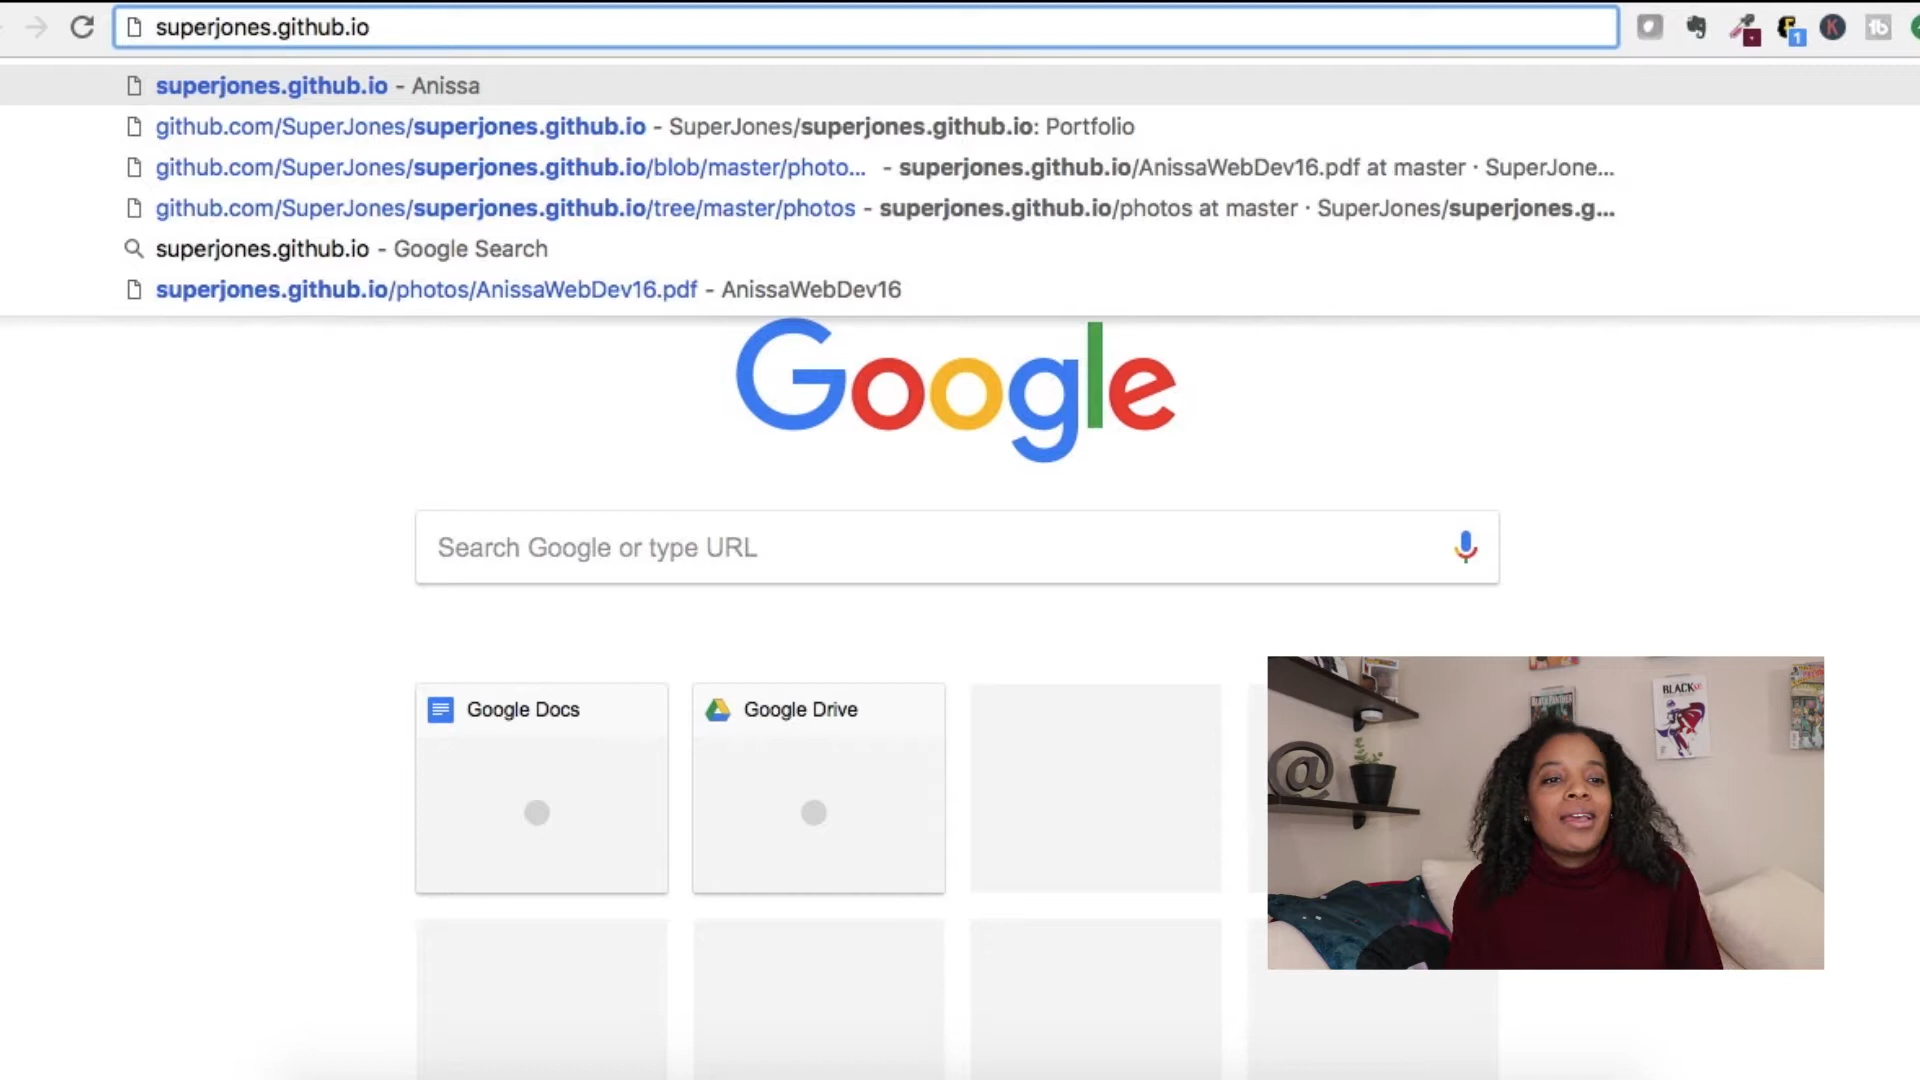 superjones.github.io
1
K
superjones.github.io - Anissa
github.com/SuperJones/superjones.github.io - SuperJones/superjones.github.io: Portfolio
github.com/SuperJones/superjones.github.io/blob/master/photo... - superjones.github.io/AnissaWebDev16.pdf at master · SuperJone...
github.com/SuperJones/superjones.github.io/tree/master/photos - superjones.github.io/photos at master · SuperJones/superjones.g...
superjones.github.io - Google Search
superjones.github.io/photos/AnissaWebDev16.pdf - AnissaWebDev16
Google
Search Google or type URL
Google Docs
Google Drive
BLACK
@